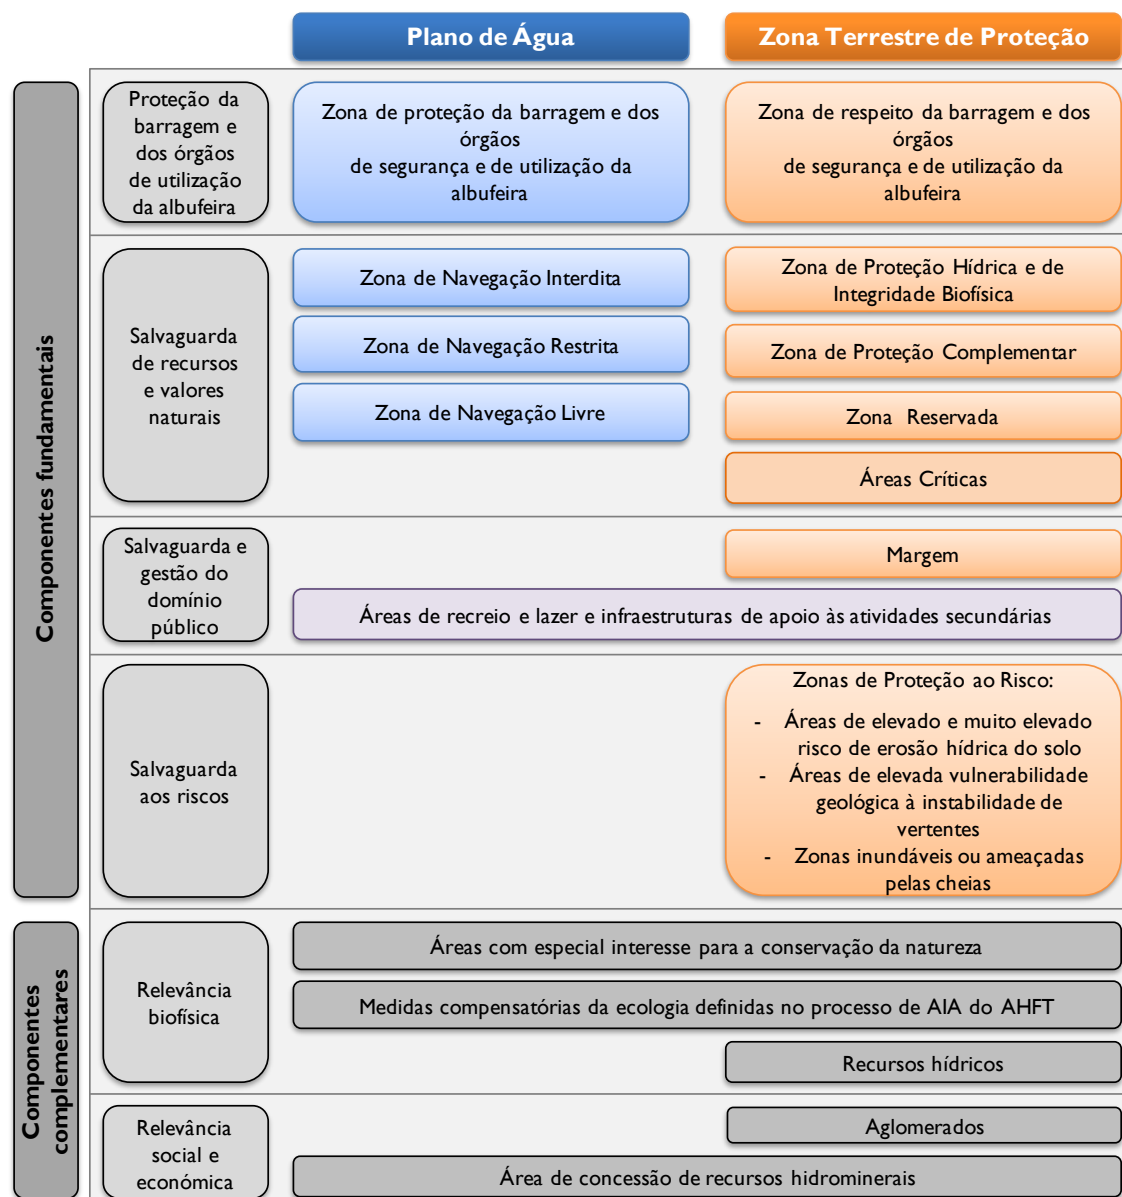 Plano de Água
Zona Terrestre de Proteção
Componentes fundamentais
Proteção da
barragem e
dos órgãos
de utilização
da albufeira
Zona de proteção da barragem e dos
órgãos
de segurança e de utilização da
albufeira
Zona de respeito da barragem e dos
órgãos
de segurança e de utilização da
albufeira
Salvaguarda
de recursos
e valores
naturais
Zona de Navegação Interdita
Zona de Navegação Restrita
Zona de Navegação Livre
Zona de Proteção Hídrica e de
Integridade Biofísica
Zona de Proteção Complementar
Zona Reservada
Áreas Críticas
Salvaguarda e
gestão do
domínio
público
Margem
Áreas de recreio e lazer e infraestruturas de apoio às atividades secundárias
Salvaguarda
aos riscos
Zonas de Proteção ao Risco:
- Áreas de elevado e muito elevado
risco de erosão hídrica do solo
- Áreas de elevada vulnerabilidade
geológica à instabilidade de
vertentes
- Zonas inundáveis ou ameaçadas
pelas cheias
Componentes
complementares
Relevância
biofísica
Áreas com especial interesse para a conservação da natureza
Medidas compensatórias da ecologia definidas no processo de AIA do AHFT
Recursos hídricos
Relevância
social e
económica
Aglomerados
Área de concessão de recursos hidrominerais